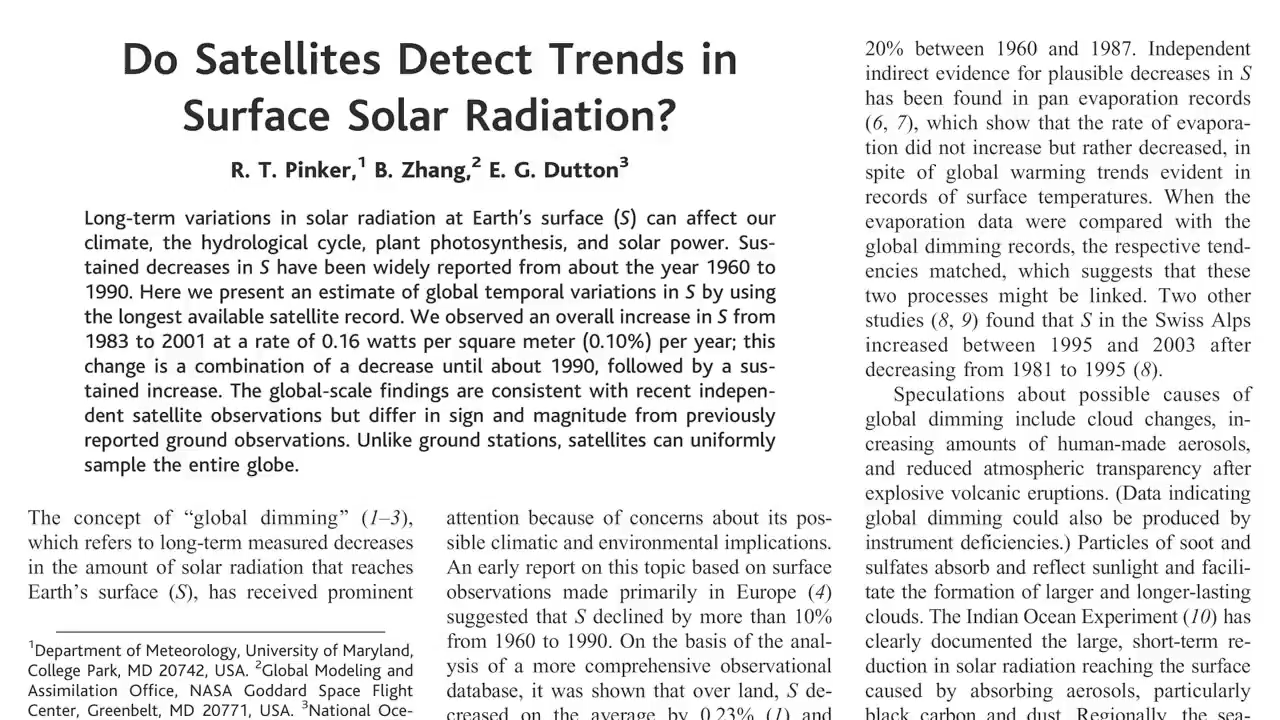 Do Satellites Detect Trends in
Surface Solar Radiation?
R. T. Pinker,1 B. Zhang,2 E. G. Dutton3
Long-term variations in solar radiation at Earth's surface (S) can affect our
climate, the hydrological cycle, plant photosynthesis, and solar power. Sus-
tained decreases in S have been widely reported from about the year 1960 to
1990. Here we present an estimate of global temporal variations in S by using
the longest available satellite record. We observed an overall increase in S from
1983 to 2001 at a rate of 0.16 watts per square meter (0.10%) per year; this
change is a combination of a decrease until about 1990, followed by a sus-
tained increase. The global-scale findings are consistent with recent indepen-
dent satellite observations but differ in sign and magnitude from previously
reported ground observations. Unlike ground stations, satellites can uniformly
sample the entire globe.
The concept of “global dimming” (1–3),
which refers to long-term measured decreases
in the amount of solar radiation that reaches
Earth's surface (S), has received prominent
1Department of Meteorology, University of Maryland,
College Park, MD 20742, USA. 2Global Modeling and
Assimilation Office, NASA Goddard Space Flight
Center, Greenbelt, MD 20771, USA. 3National Oce-
attention because of concerns about its pos-
sible climatic and environmental implications.
An early report on this topic based on surface
observations made primarily in Europe (4)
suggested that S declined by more than 10%
from 1960 to 1990. On the basis of the anal-
ysis of a more comprehensive observational
database, it was shown that over land, S de-
creased on the average by 0.23% (1) and
20% between 1960 and 1987. Independent
indirect evidence for plausible decreases in S
has been found in pan evaporation records
(6, 7), which show that the rate of evapora-
tion did not increase but rather decreased, in
spite of global warming trends evident in
records of surface temperatures. When the
evaporation data were compared with the
global dimming records, the respective tend-
encies matched, which suggests that these
two processes might be linked. Two other
studies (8, 9) found that S in the Swiss Alps
increased between 1995 and 2003 after
decreasing from 1981 to 1995 (8).
Speculations about possible causes of
global dimming include cloud changes, in-
creasing amounts of human-made aerosols,
and reduced atmospheric transparency after
explosive volcanic eruptions. (Data indicating
global dimming could also be produced by
instrument deficiencies.) Particles of soot and
sulfates absorb and reflect sunlight and facili-
tate the formation of larger and longer-lasting
clouds. The Indian Ocean Experiment (10) has
clearly documented the large, short-term re-
duction in solar radiation reaching the surface
caused by absorbing aerosols, particularly
black carbon and dust. Regionally, the sea-